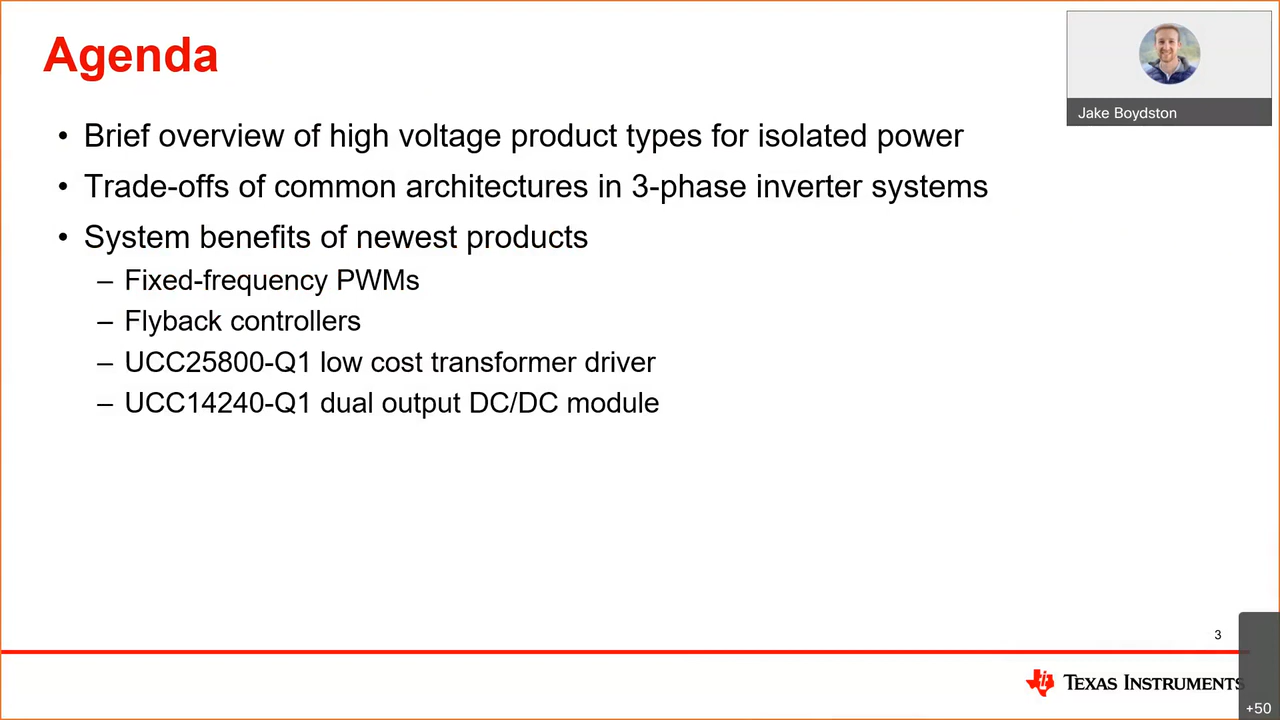 Agenda
Jake Boydston
• Brief overview of high voltage product types for isolated power
• Trade-offs of common architectures in 3-phase inverter systems
• System benefits of newest products
– Fixed-frequency PWMs
– Flyback controllers
– UCC25800-Q1 low cost transformer driver
– UCC14240-Q1 dual output DC/DC module
3
TEXAS INSTRUMENTS
+50